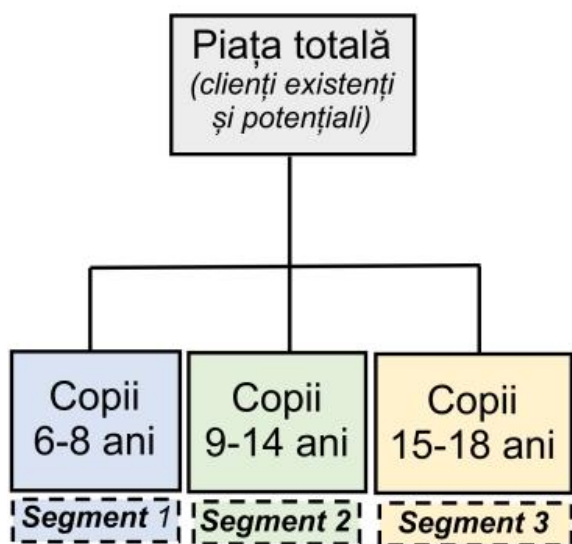 Piața totală
(clienți existenți
și potențiali)
Copii
6-8 ani
Copii
9-14 ani
Copii
15-18 ani
Segment 1
Segment 2
Segment 3